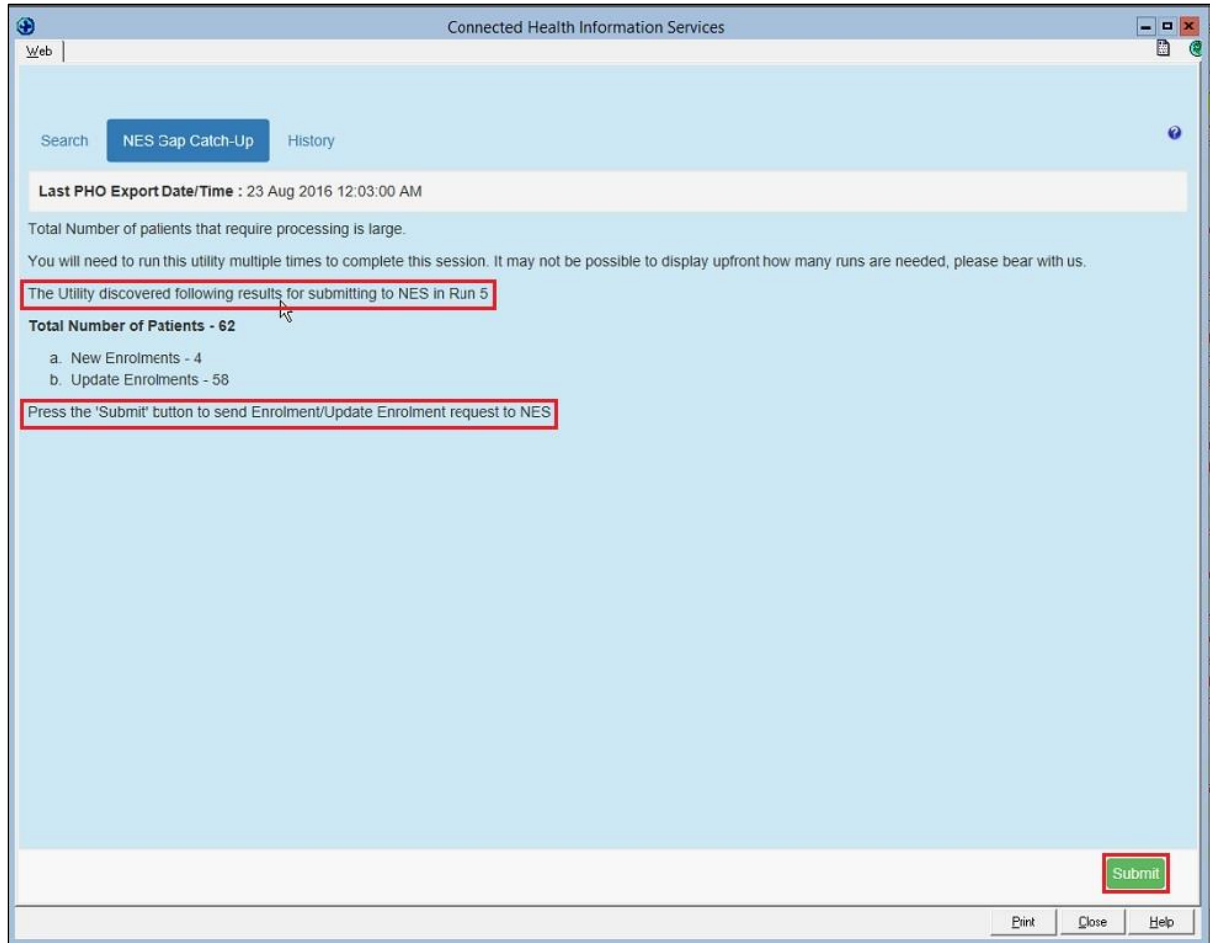 Connected Health Information Services
Web
Search NES Gap Catch-Up History
Last PHO Export Date/Time : 23 Aug 2016 12:03:00 AM
Total Number of patients that require processing is large.
You will need to run this utility multiple times to complete this session. It may not be possible to display upfront how many runs are needed, please bear with us.
The Utility discovered following results for submitting to NES in Run 5
Total Number of Patients - 62
a. New Enrolments - 4
b. Update Enrolments - 58
Press the 'Submit' button to send Enrolment/Update Enrolment request to NES
Submit
Print Close Help